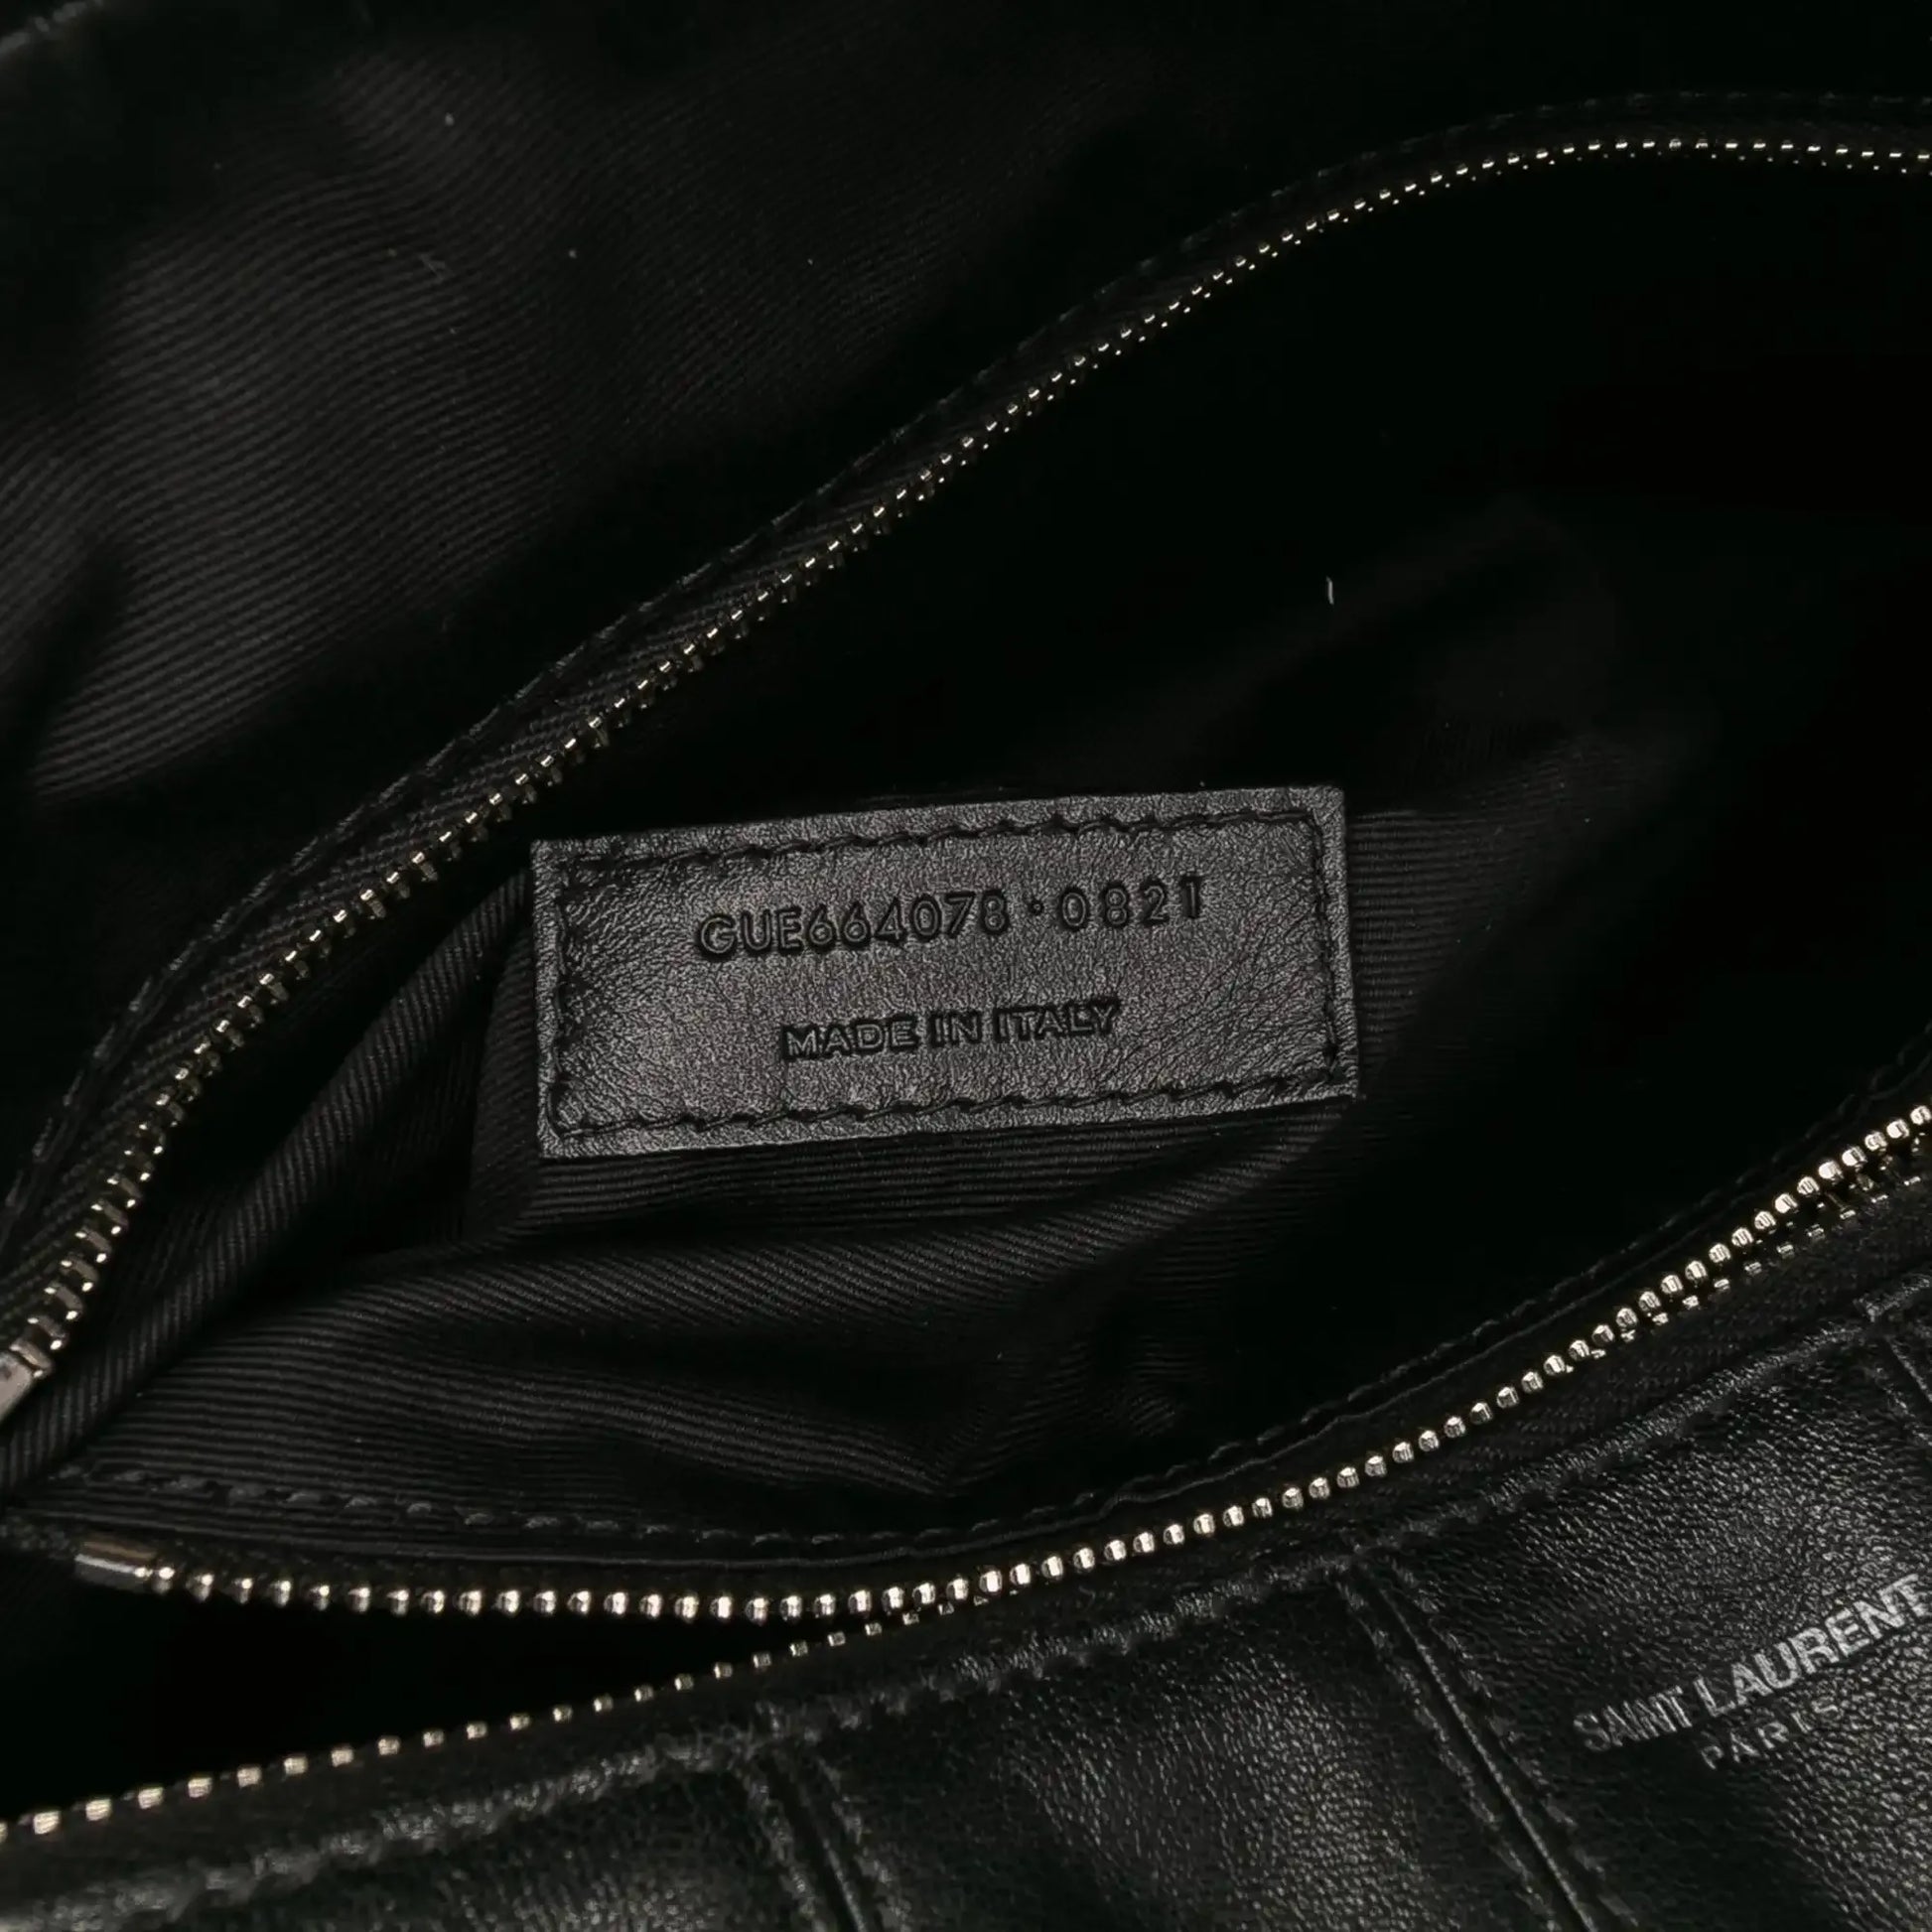 GUE664078·0821
MADE IN ITALY
SAINT LAURENT
PARIS